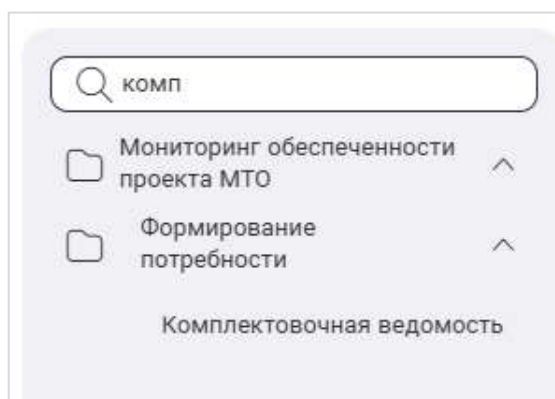 комп
Мониторинг обеспеченности
проекта МТО
Формирование
потребности
Комплектовочная ведомость